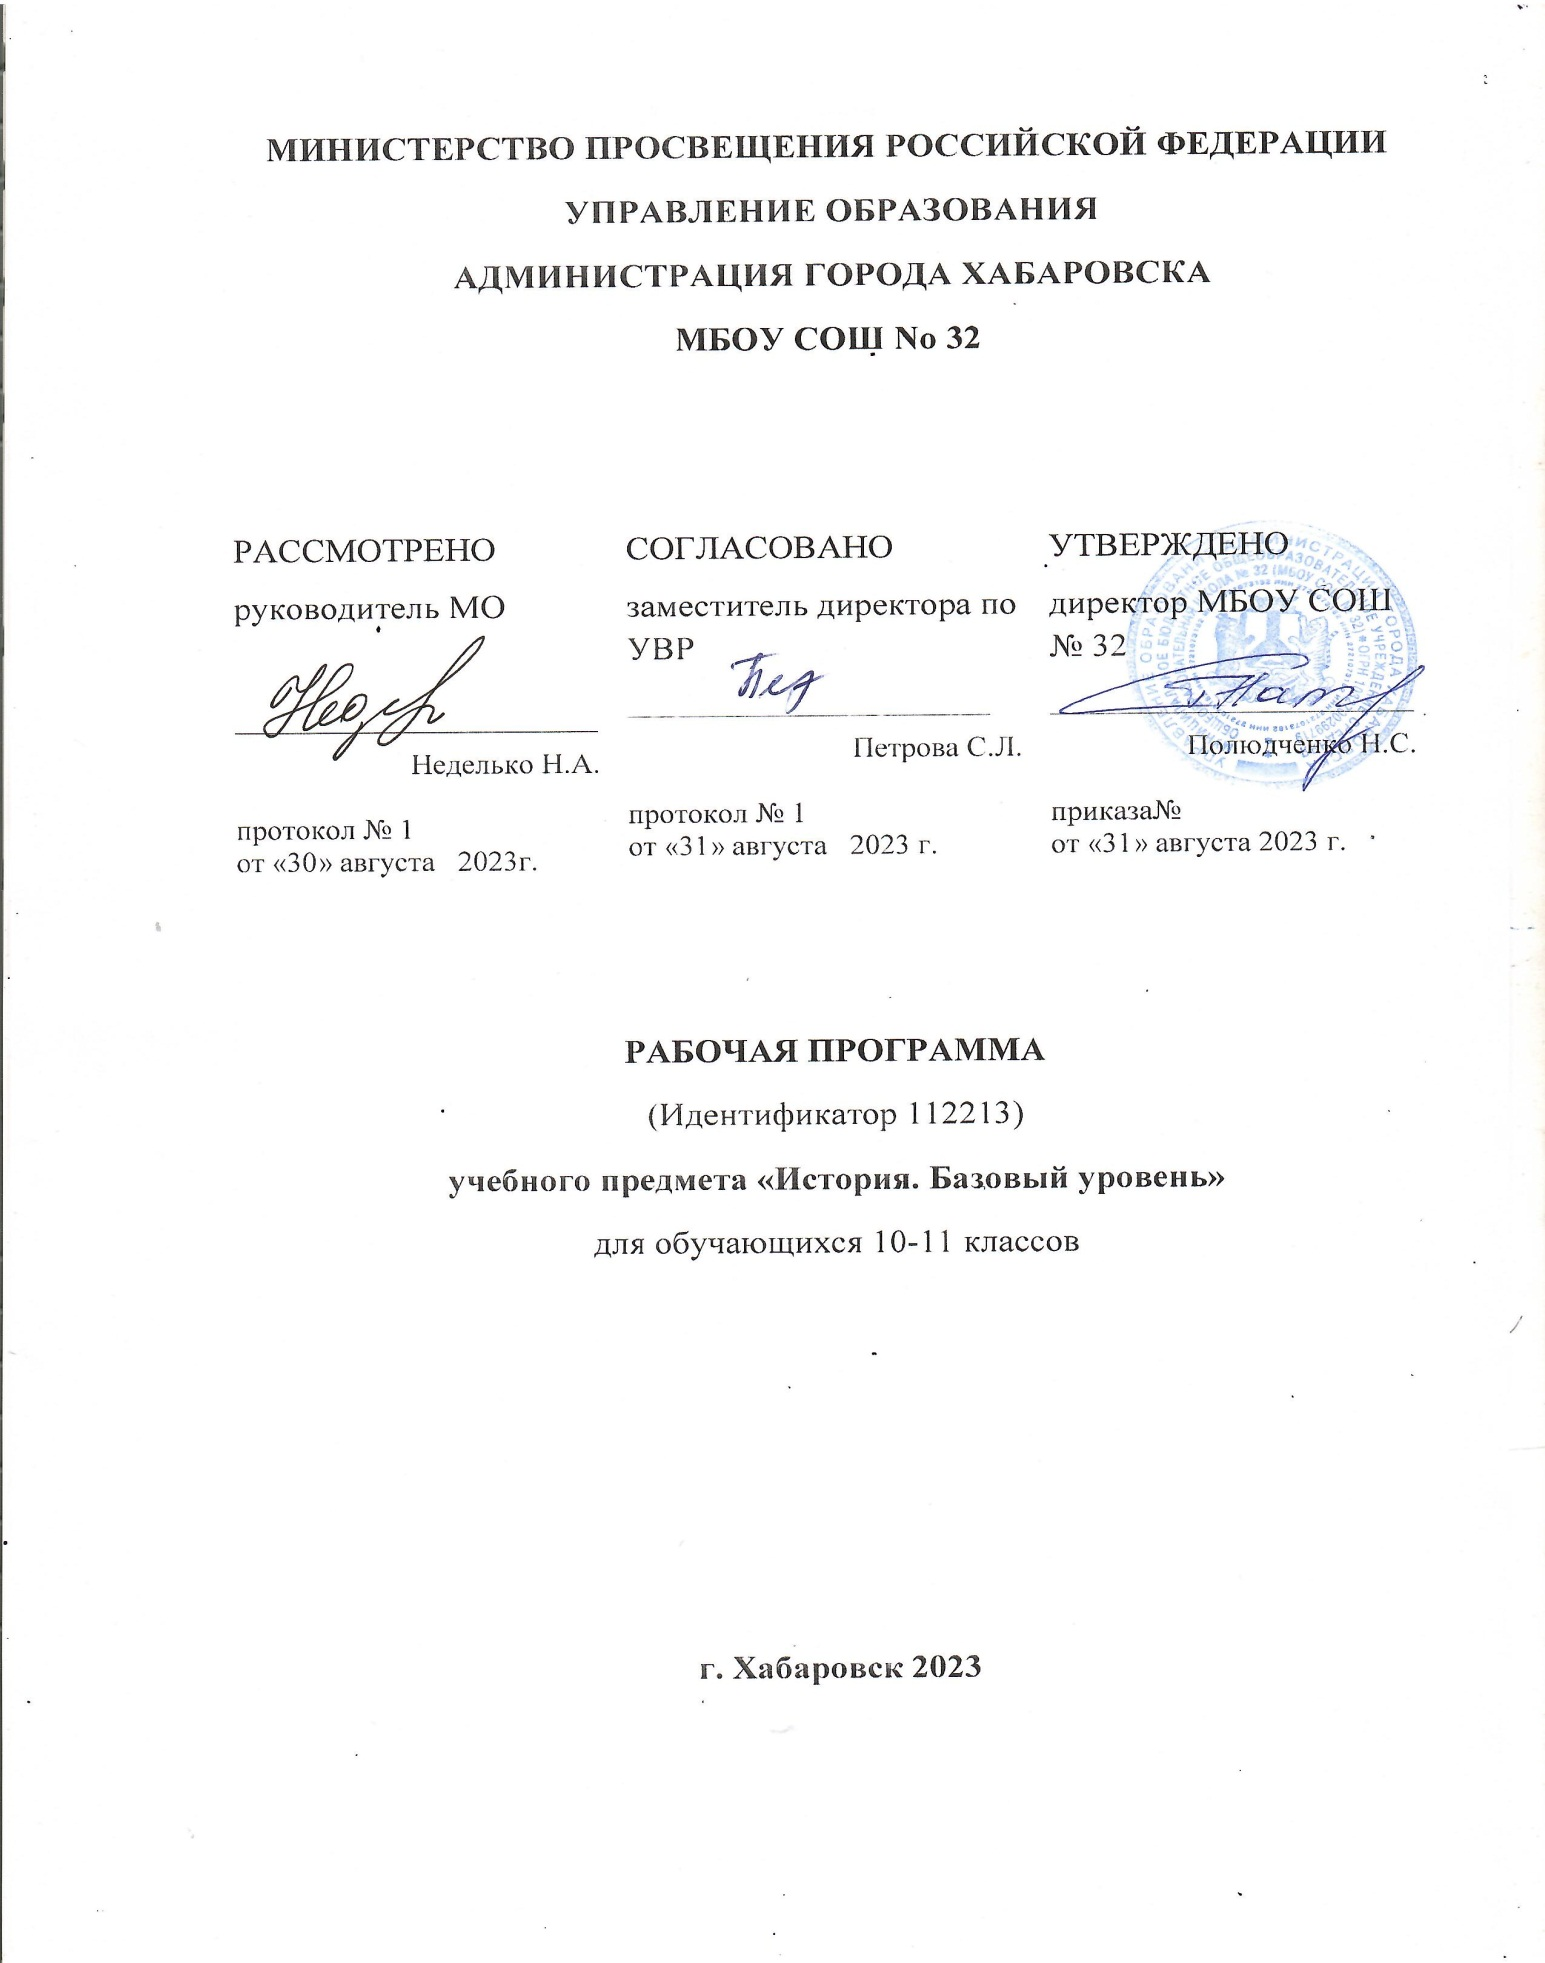 МИНИСТЕРСТВО ПРОСВЕЩЕНИЯ РОССИЙСКОЙ ФЕДЕРАЦИИ
УПРАВЛЕНИЕ ОБРАЗОВАНИЯ
АДМИНИСТРАЦИЯ ГОРОДА ХАБАРОВСКА
МБОУ СОШ No 32
РАССМОТРЕНО
руководитель МО
Неделько Н.А.
протокол № 1
от «30» августа 2023г.
СОГЛАСОВАНО
заместитель директора по
УВР
Петрова С.Л.
протокол № 1
от «31» августа 2023 г.
УТВЕРЖДЕНО
директор МБОУ СОШ
№ 32
Полюдченко Н.С.
приказа№
от «31» августа 2023 г.
РАБОЧАЯ ПРОГРАММА
(Идентификатор 112213)
учебного предмета «История. Базовый уровень»
для обучающихся 10-11 классов
г. Хабаровск 2023